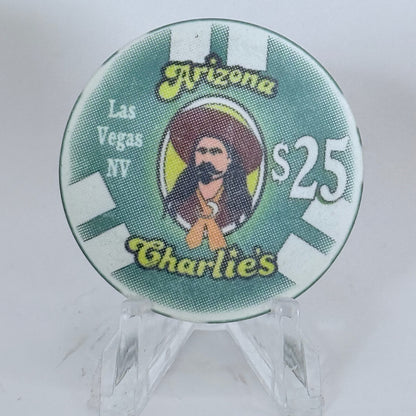 Arizona
Las
Vegas
NV
$25
Charlie's